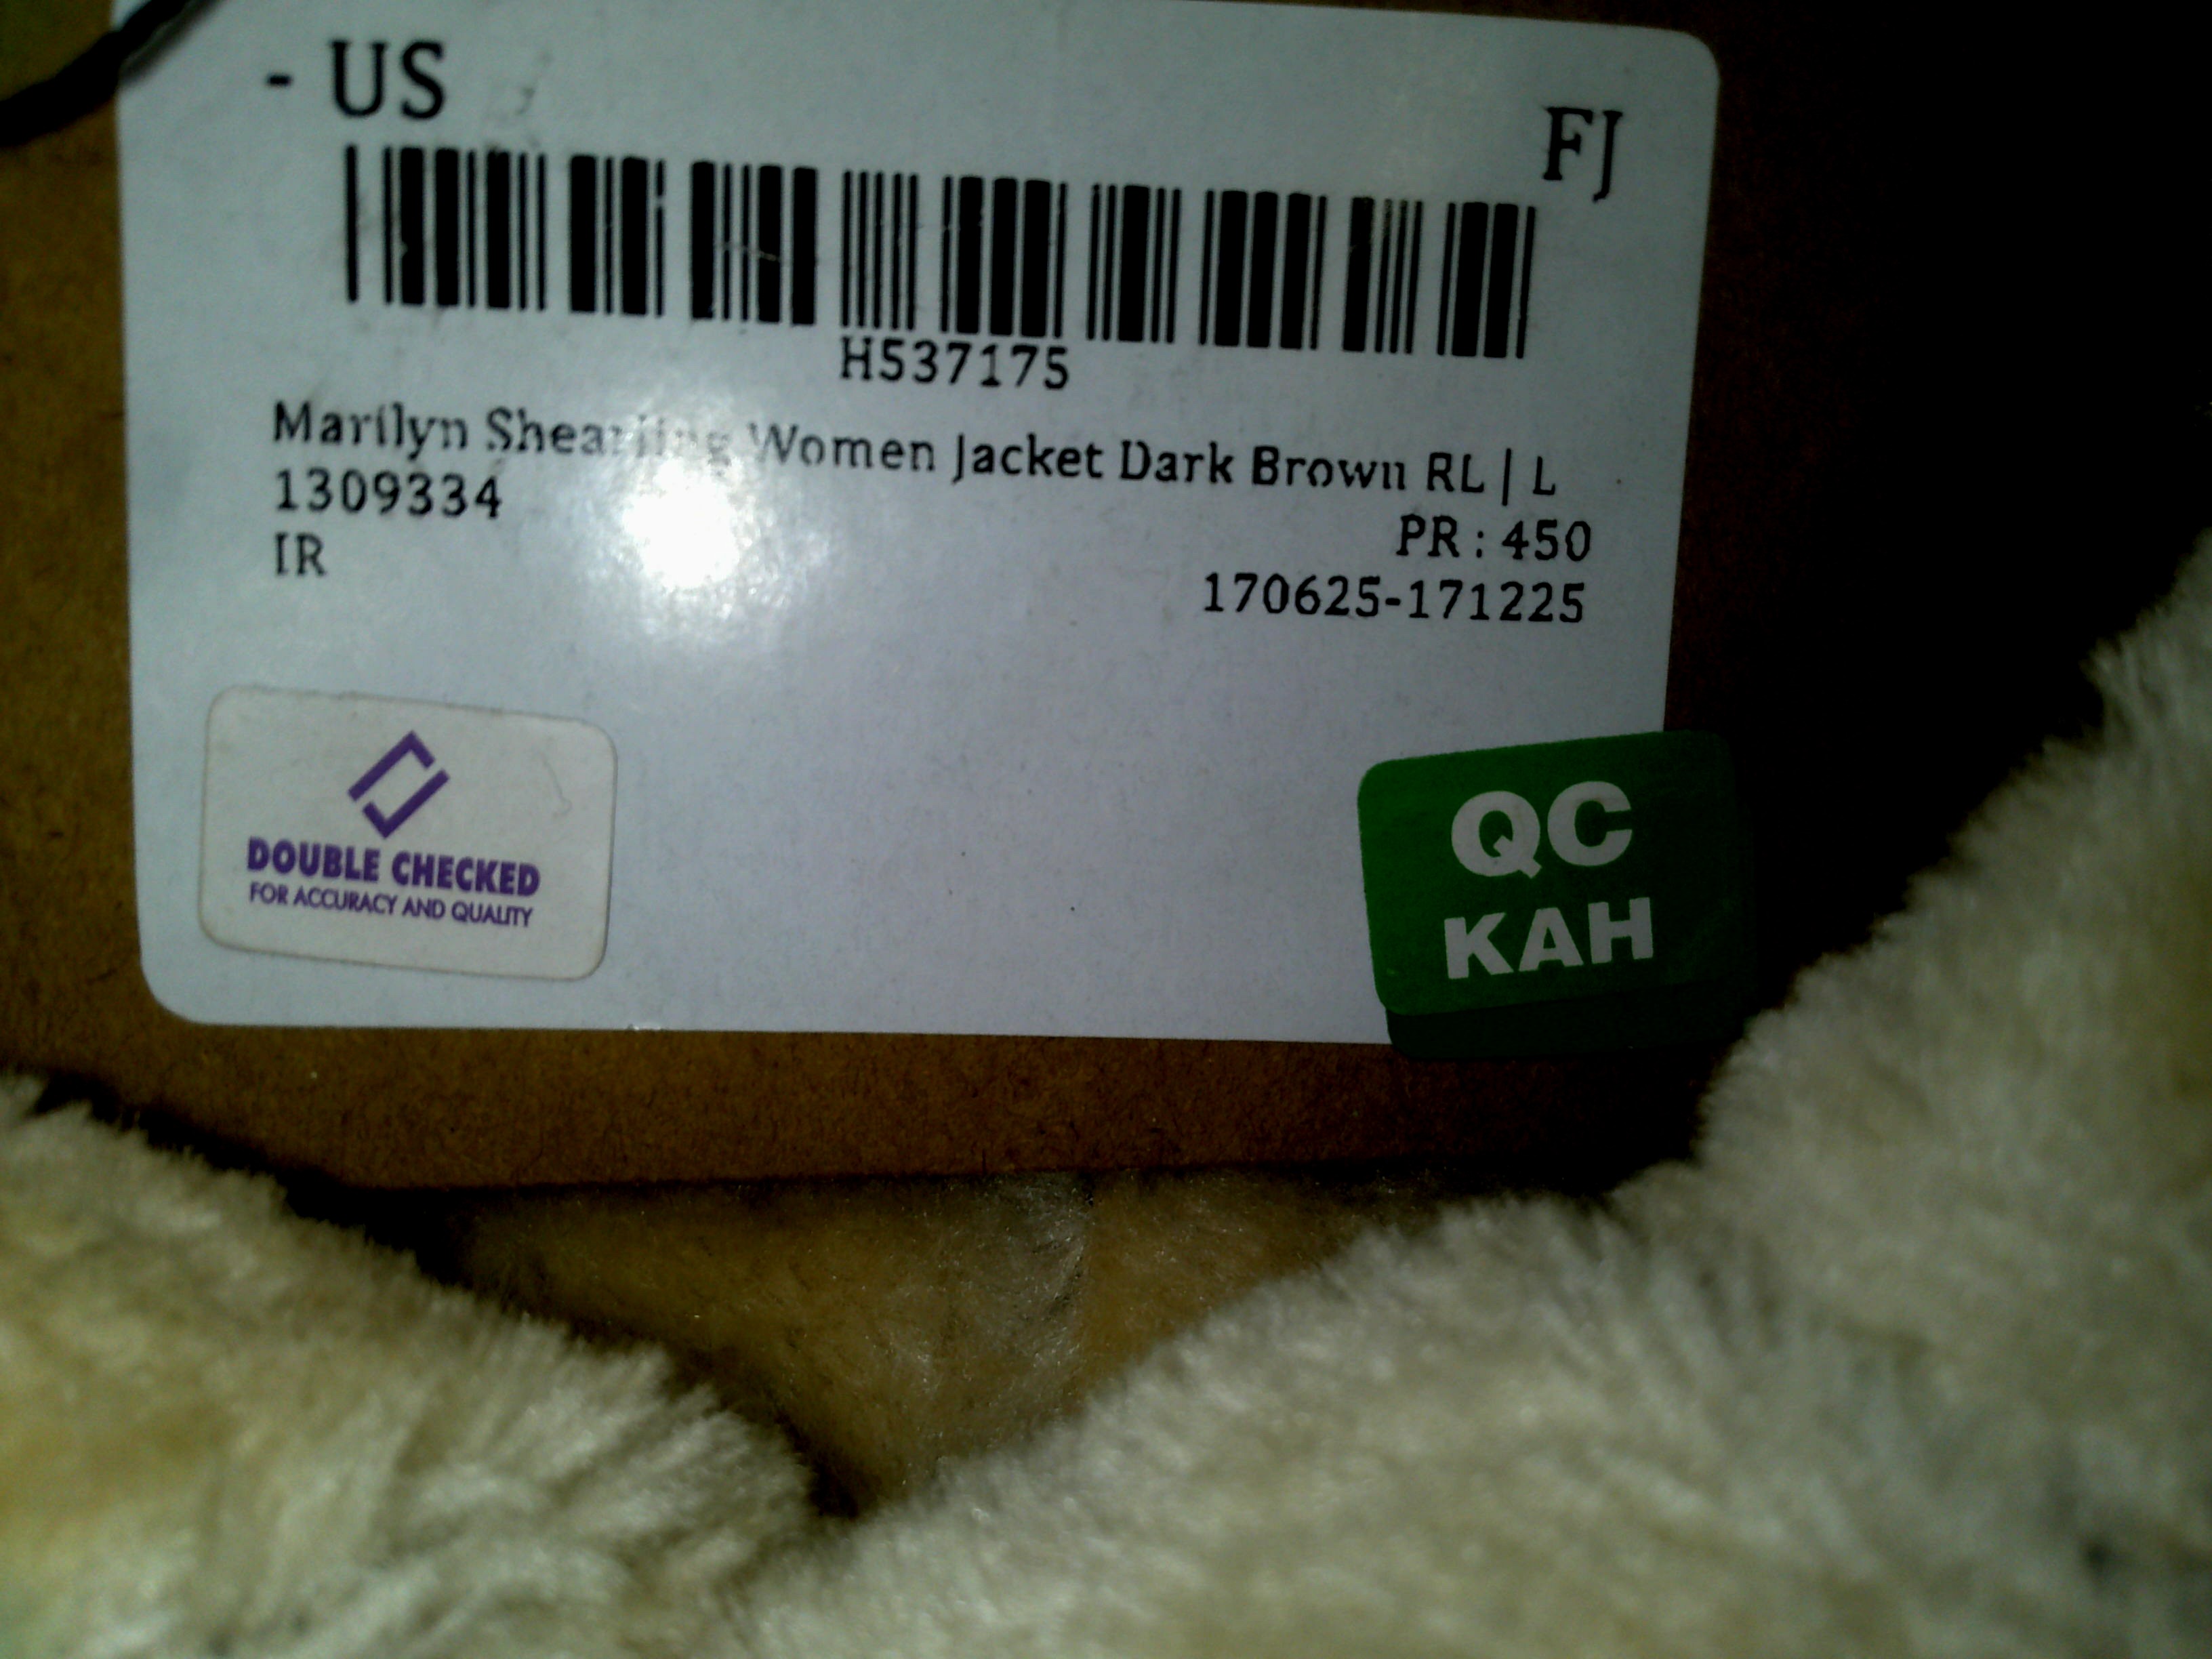 - US
FJ
H537175
Marilyn Shearling Women Jacket Dark Brown RL | L
1309334
PR : 450
IR
170625-171225
DOUBLE CHECKED
FOR ACCURACY AND QUALITY
QC
KAH